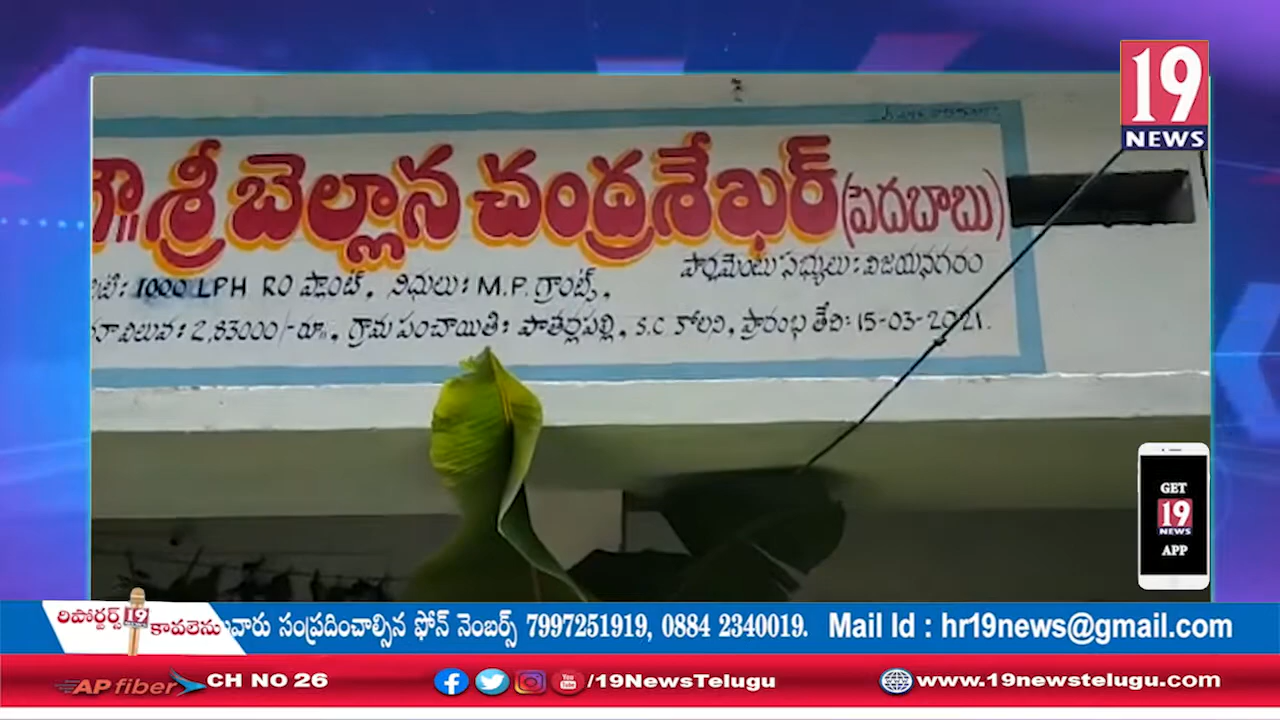 19
NEWS
గౌ॥ శ్రీ బెల్లాన చంద్రశేఖర్ (పెదబాబు)
పార్లమెంటు సభ్యులు: విజయనగరం
1000 LPH RO ప్లాంట్, నిధులు: M.P. గ్రాంట్స్,
విలువ: 2,83000/-రూ॥, గ్రామ పంచాయితి: పాతర్లపల్లి, S.C కోలని, ప్రారంభ తేది: 15-03-2021.
GET
19
NEWS
APP
రిపోర్టర్స్ 19 కావలెను
వారు సంప్రదించాల్సిన ఫోన్ నెంబర్స్ 7997251919, 0884 2340019. Mail Id : hr19news@gmail.com
AP fiber CH NO 26
/19NewsTelugu
www.19newstelugu.com